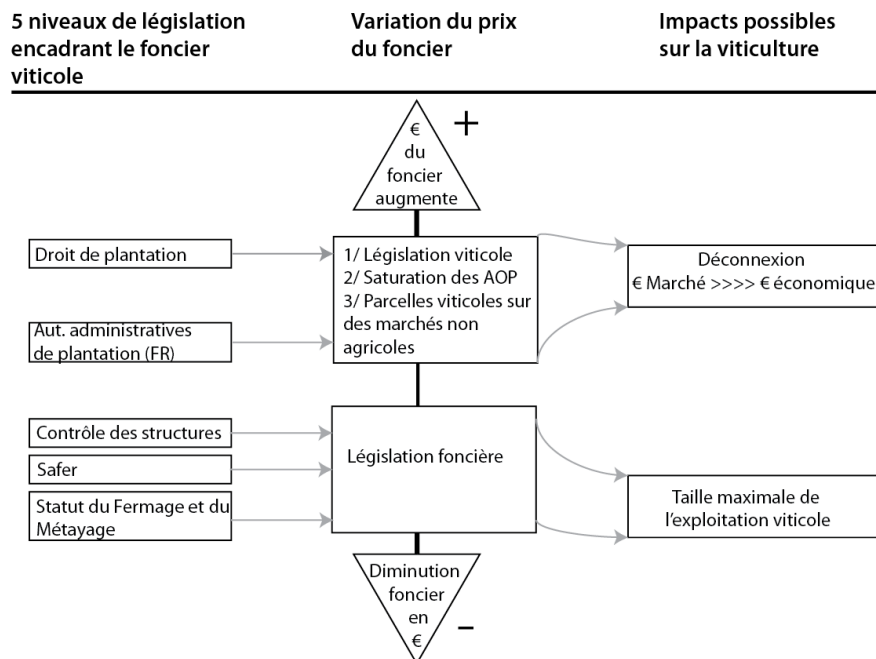 5 niveaux de législation
encadrant le foncier
viticole
Variation du prix
du foncier
Impacts possibles
sur la viticulture
+
€
du
foncier
augmente
Droit de plantation
Aut. administratives
de plantation (FR)
1/ Législation viticole
2/ Saturation des AOP
3/ Parcelles viticoles sur
des marchés non
agricoles
Déconnexion
€ Marché >>>> € économique
Contrôle des structures
Safer
Statut du Fermage et du
Métayage
Législation foncière
Taille maximale de
l'exploitation viticole
Diminution
foncier
en
€
–